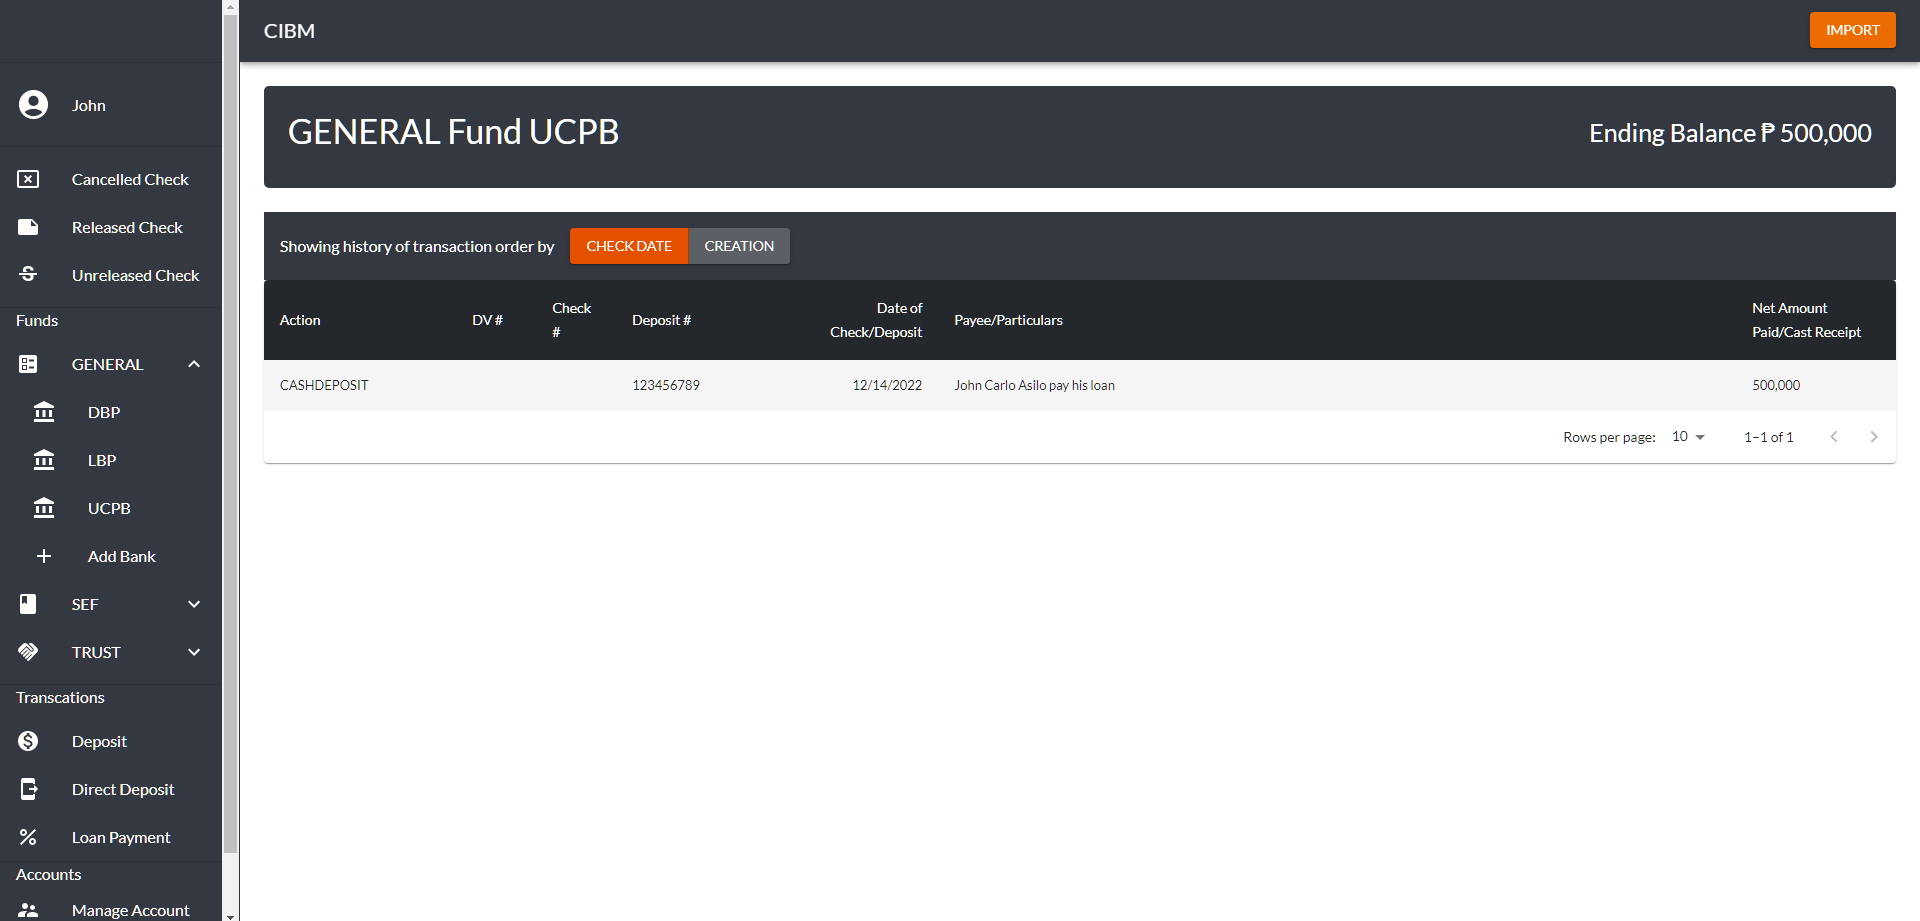 CIBM
IMPORT
John
Cancelled Check
Released Check
Unreleased Check
Funds
GENERAL
DBP
LBP
UCPB
Add Bank
SEF
TRUST
Transcations
Deposit
Direct Deposit
Loan Payment
Accounts
Manage Account
GENERAL Fund UCPB
Ending Balance ₱ 500,000
Showing history of transaction order by
CHECK DATE
CREATION
Action
DV #
Check
#
Deposit #
Date of
Check/Deposit
Payee/Particulars
Net Amount
Paid/Cast Receipt
CASHDEPOSIT
123456789
12/14/2022
John Carlo Asilo pay his loan
500,000
Rows per page:
10
1–1 of 1